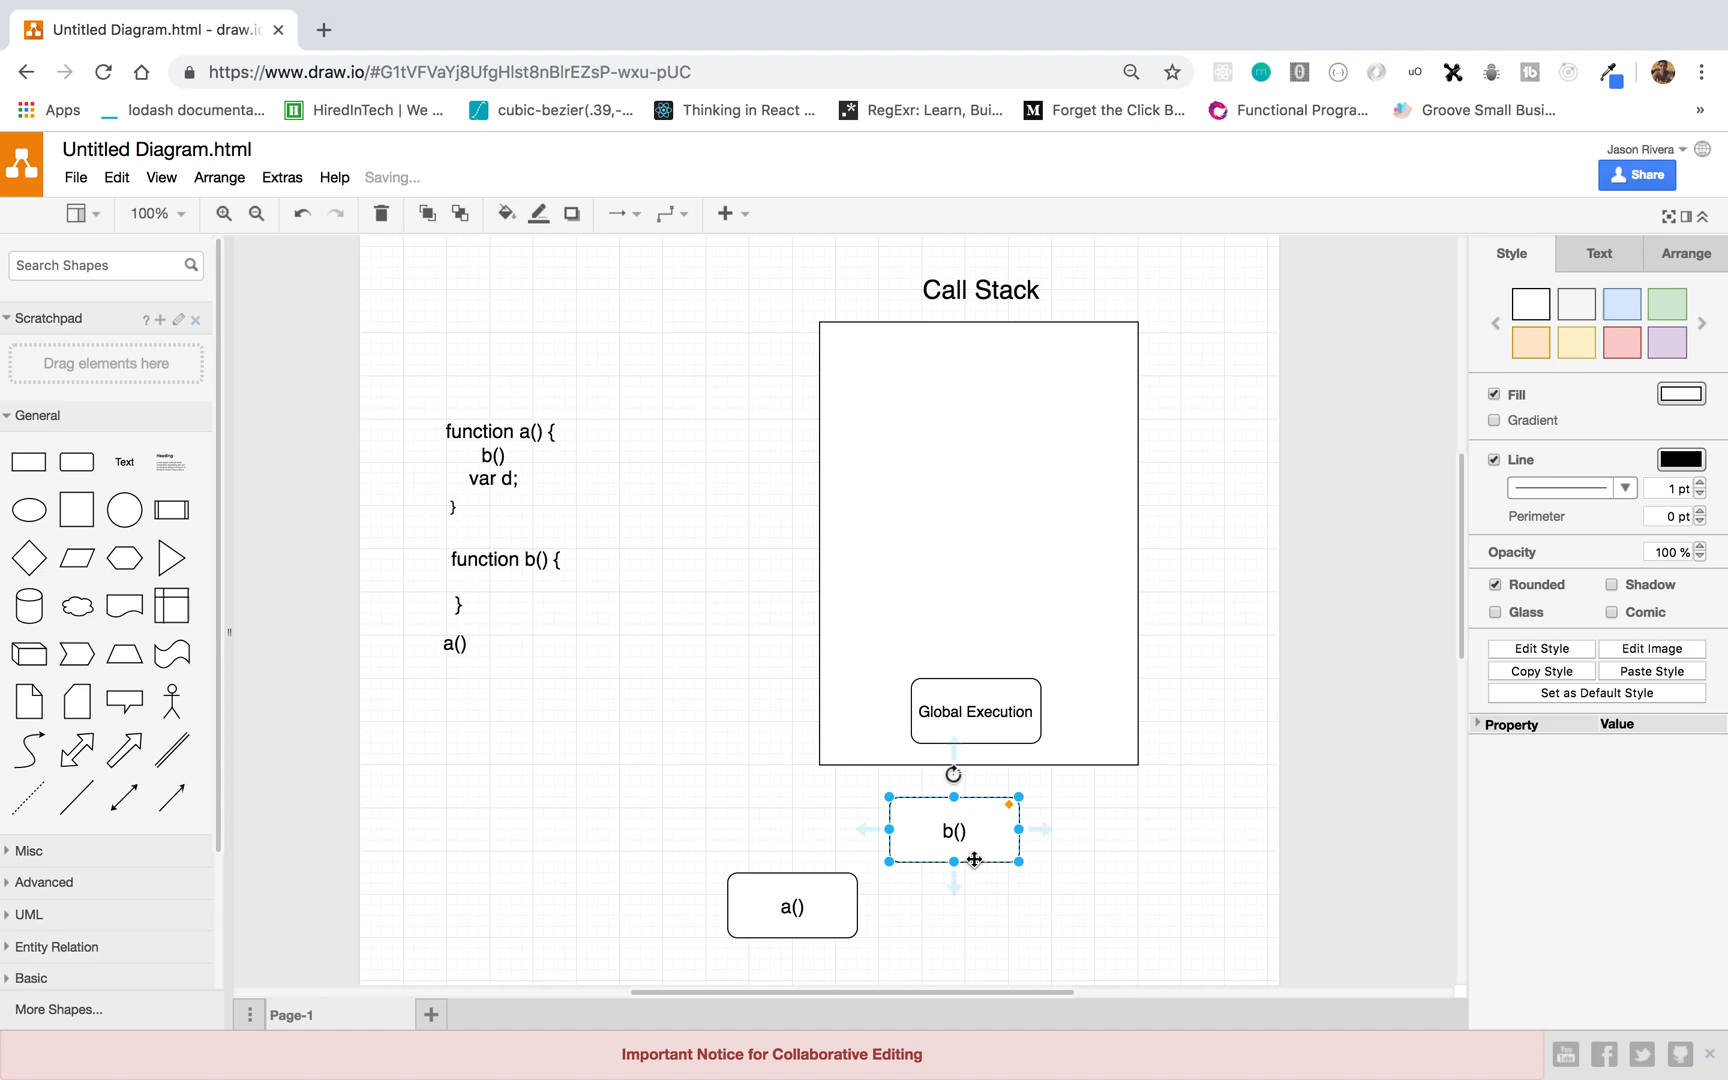 Untitled Diagram.html - draw.ic
https://www.draw.io/#G1tVFVaYj8UfgHlst8nBlrEZsP-wxu-pUC
uO
Apps
lodash documenta...
HiredInTech | We ...
cubic-bezier(.39,-...
Thinking in React ...
RegExr: Learn, Bui...
Forget the Click B...
Functional Progra...
Groove Small Busi...
»
Untitled Diagram.html
Jason Rivera
File Edit View Arrange Extras Help Saving...
Share
100%
Search Shapes
Style Text Arrange
Scratchpad
?
Drag elements here
General
Text
Heading
Misc
Advanced
UML
Entity Relation
Basic
More Shapes...
Call Stack
function a() {
b()
var d;
}
function b() {
}
a()
Global Execution
b()
a()
Fill
Gradient
Line
1 pt
Perimeter
0 pt
Opacity
100 %
Rounded
Shadow
Glass
Comic
Edit Style
Edit Image
Copy Style
Paste Style
Set as Default Style
Property
Value
Page-1
Important Notice for Collaborative Editing
You
Tube